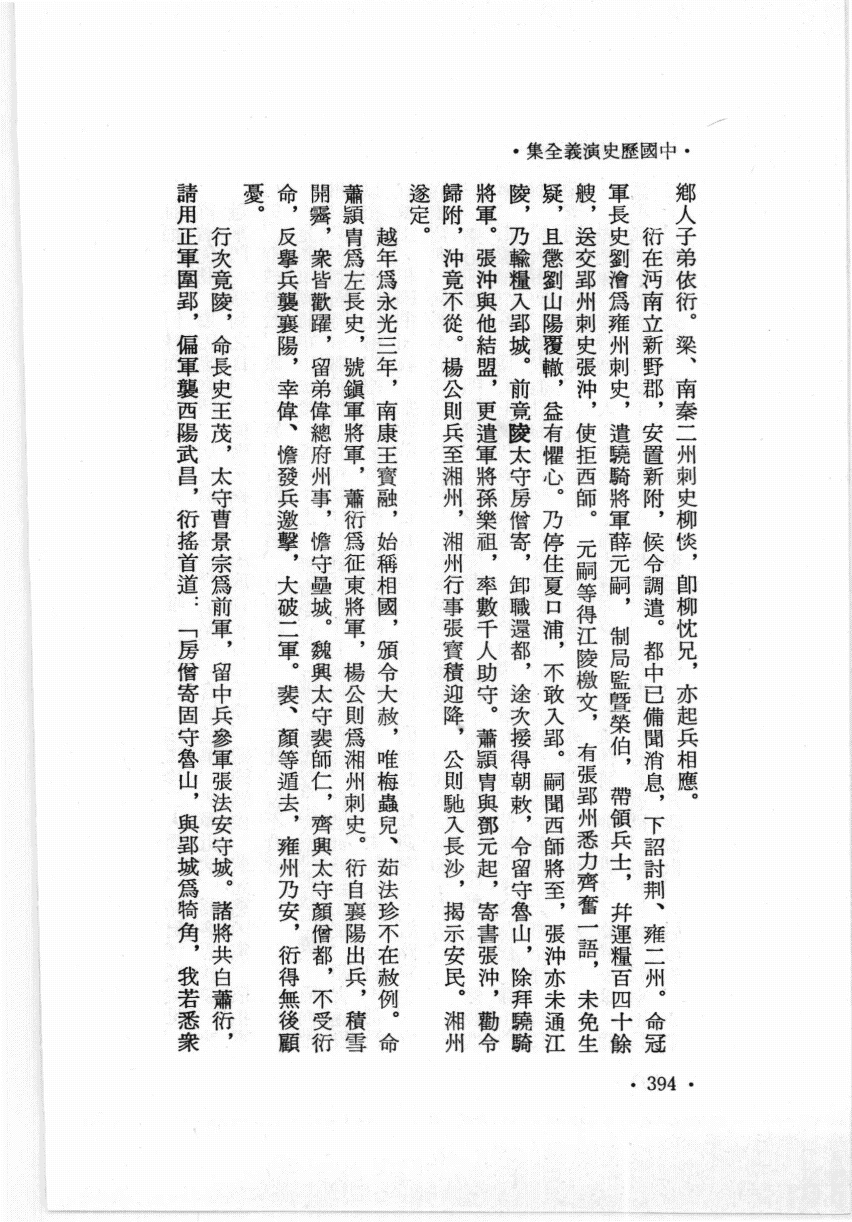 •中國歷史演義全集•
鄉人子弟依衍。梁、南秦二州刺史柳惔，卽柳忱兄，亦起兵相應。
衍在沔南立新野郡，安置新附，候令調遣。都中已備聞消息，下詔討荆、雍二州。命冠
軍長史劉澮爲雍州刺史，遣驍騎將軍薛元嗣，制局監曁榮伯，帶領兵士，幷運糧百四十餘
艘，送交郢州刺史張沖，使拒西師。元嗣等得江陵檄文，有張郢州悉力齊奮一語，未免生
疑，且懲劉山陽覆轍，益有懼心。乃停住夏口浦，不敢入郢。嗣聞西師將至，張沖亦未通江
陵，乃輸糧入郢城。前竟陵太守房僧寄，卸職還都，途次接得朝敕，令留守魯山，除拜驍騎
將軍。張沖與他結盟，更遣軍將孫樂祖，率數千人助守。蕭穎胄與鄧元起，寄書張沖，勸令
歸附，沖竟不從。楊公則兵至湘州，湘州行事張寶積迎降，公則馳入長沙，揭示安民。湘州
遂定。
越年爲永光三年，南康王寶融，始稱相國，頒令大赦，唯梅蟲兒、茹法珍不在赦例。命
蕭穎胄爲左長史，號鎭軍將軍，蕭衍爲征東將軍，楊公則爲湘州刺史。衍自襄陽出兵，積雪
開霽，衆皆歡躍，留弟偉總府州事，憺守壘城。魏興太守裴師仁，齊興太守顏僧都，不受衍
命，反擧兵襲襄陽，幸偉、憺發兵邀擊，大破二軍。裴、顏等遁去，雍州乃安，衍得無後顧
憂。
行次竟陵，命長史王茂，太守曹景宗爲前軍，留中兵參軍張法安守城。諸將共白蕭衍，
請用正軍圍郢，偏軍襲西陽武昌，衍搖首道：「房僧寄固守魯山，與郢城爲犄角，我若悉衆
•394•